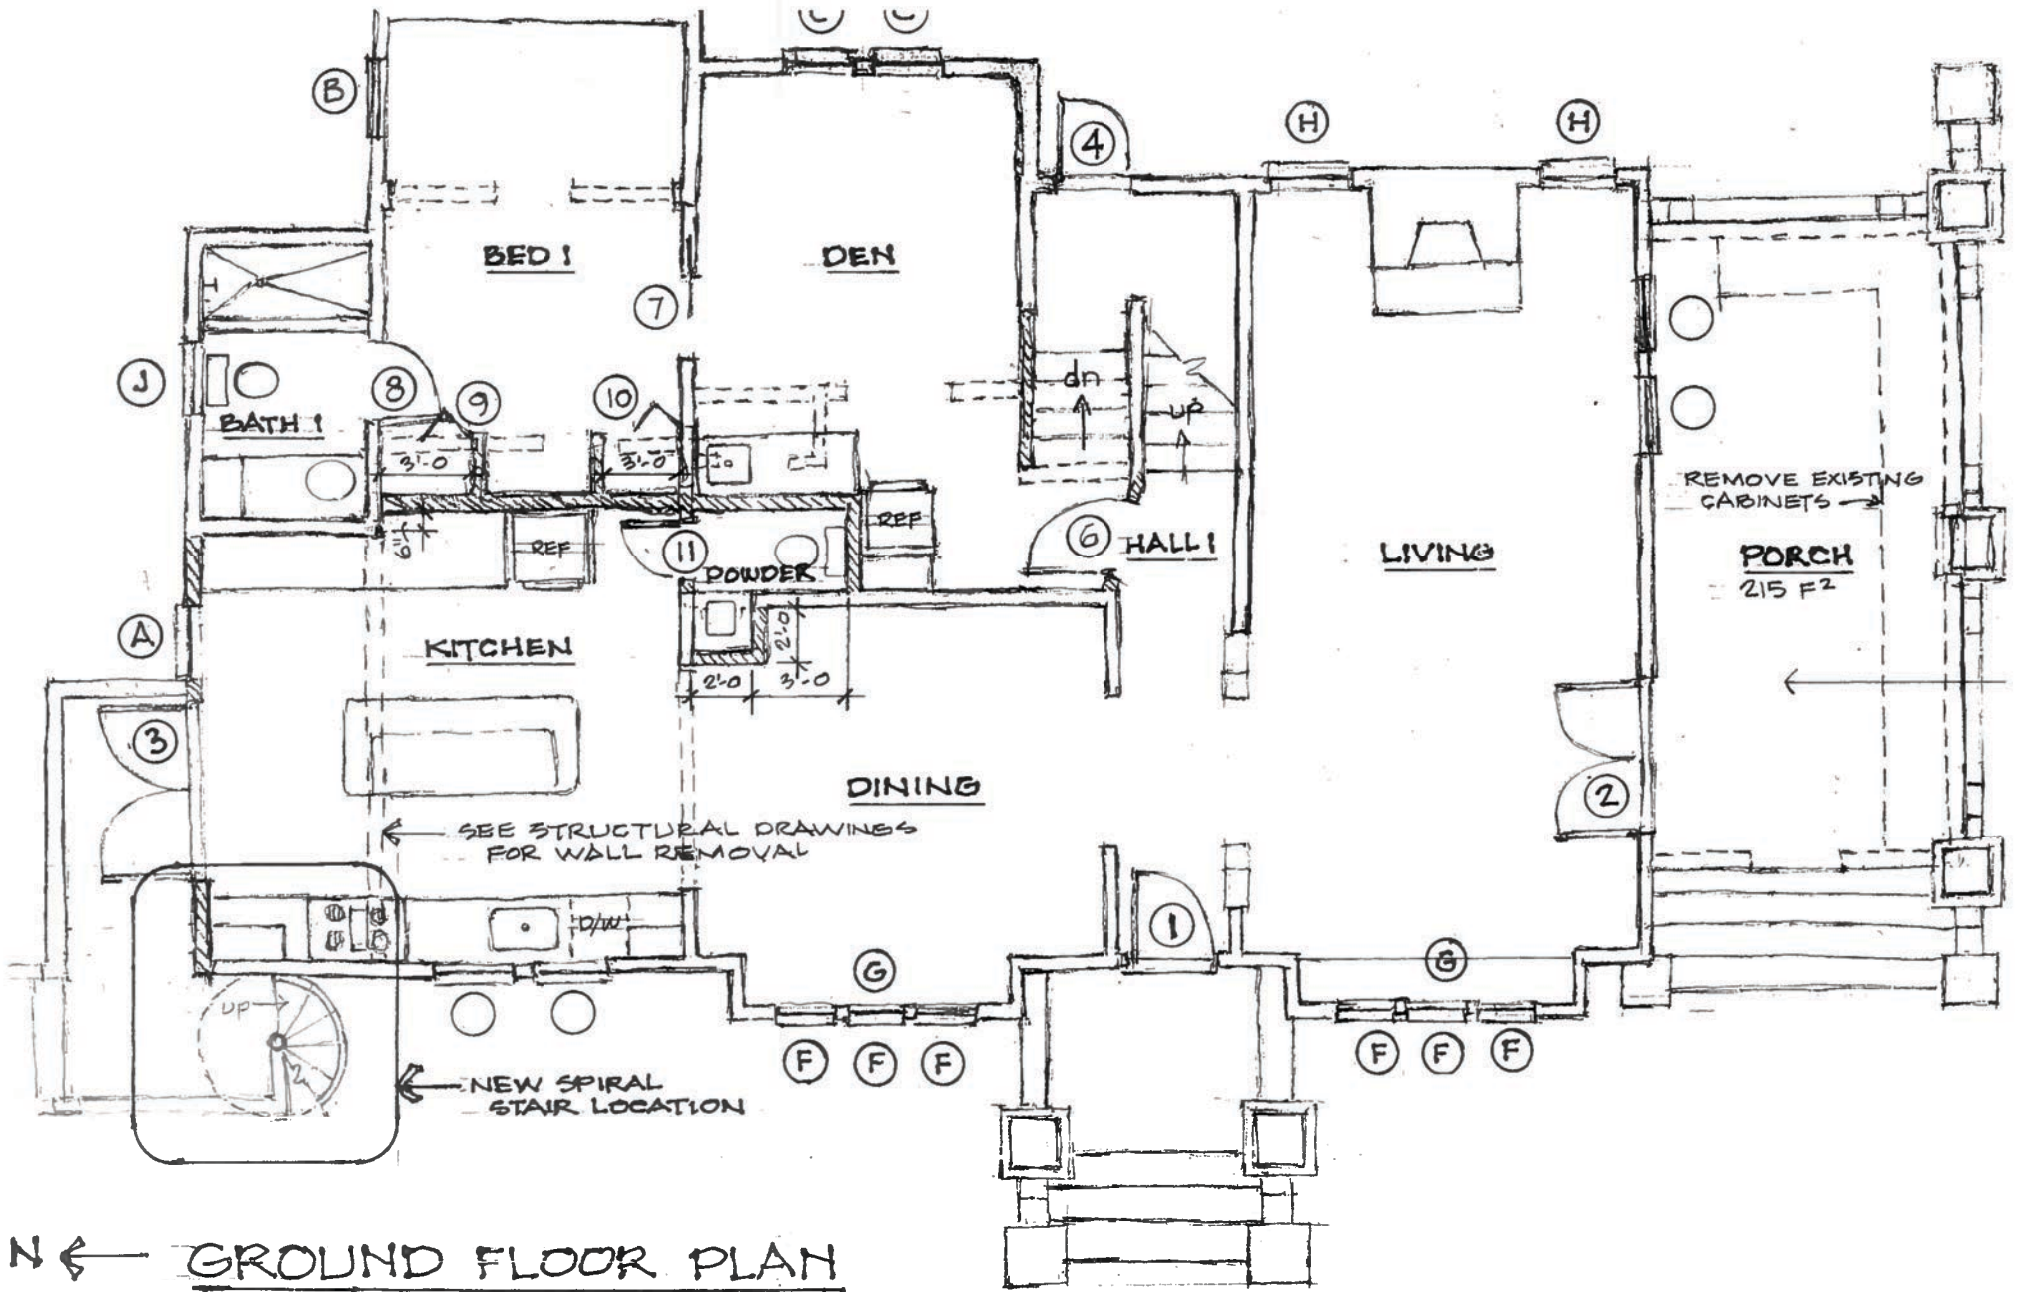 C C
B
4
H
H
BED 1
DEN
7
J
8
9
10
dn
up
BATH 1
3'-0
3'-0
REMOVE EXISTING
CABINETS
6"
REF
11
POWDER
REF
6
HALL 1
LIVING
PORCH
215 F²
A
KITCHEN
2'-0
2'-0
3'-0
3
DINING
2
SEE STRUCTURAL DRAWINGS
FOR WALL REMOVAL
D/W
1
G
G
UP
F
F
F
F
F
F
NEW SPIRAL
STAIR LOCATION
N
GROUND FLOOR PLAN